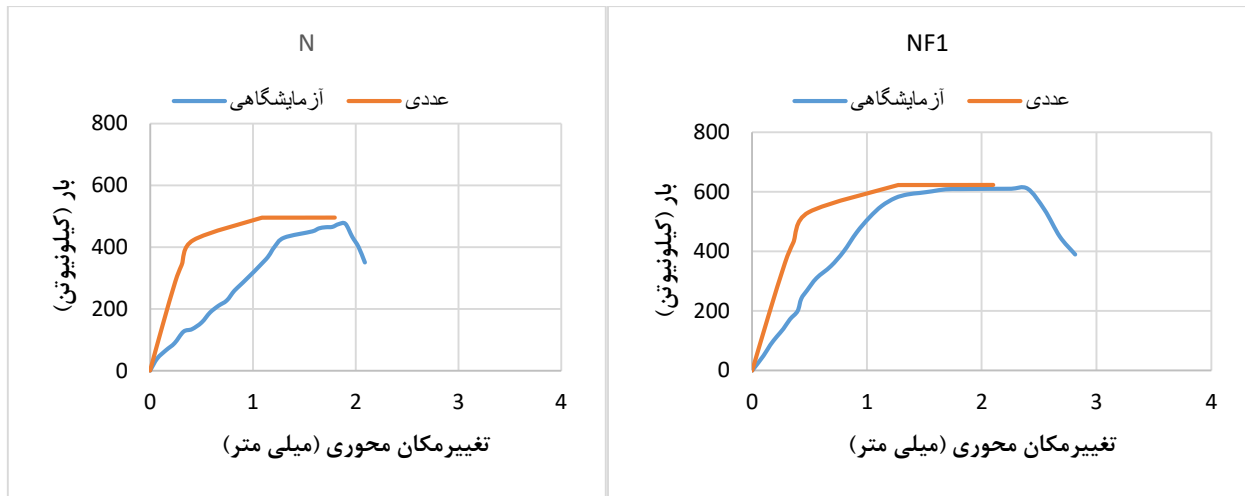 N
آزمایشگاهی عددی
800
600
400
200
0
0 1 2 3 4
بار (کیلونیوتن)
تغییرمکان محوری (میلی متر)
NF1
آزمایشگاهی عددی
800
600
400
200
0
0 1 2 3 4
بار (کیلونیوتن)
تغییرمکان محوری (میلی متر)